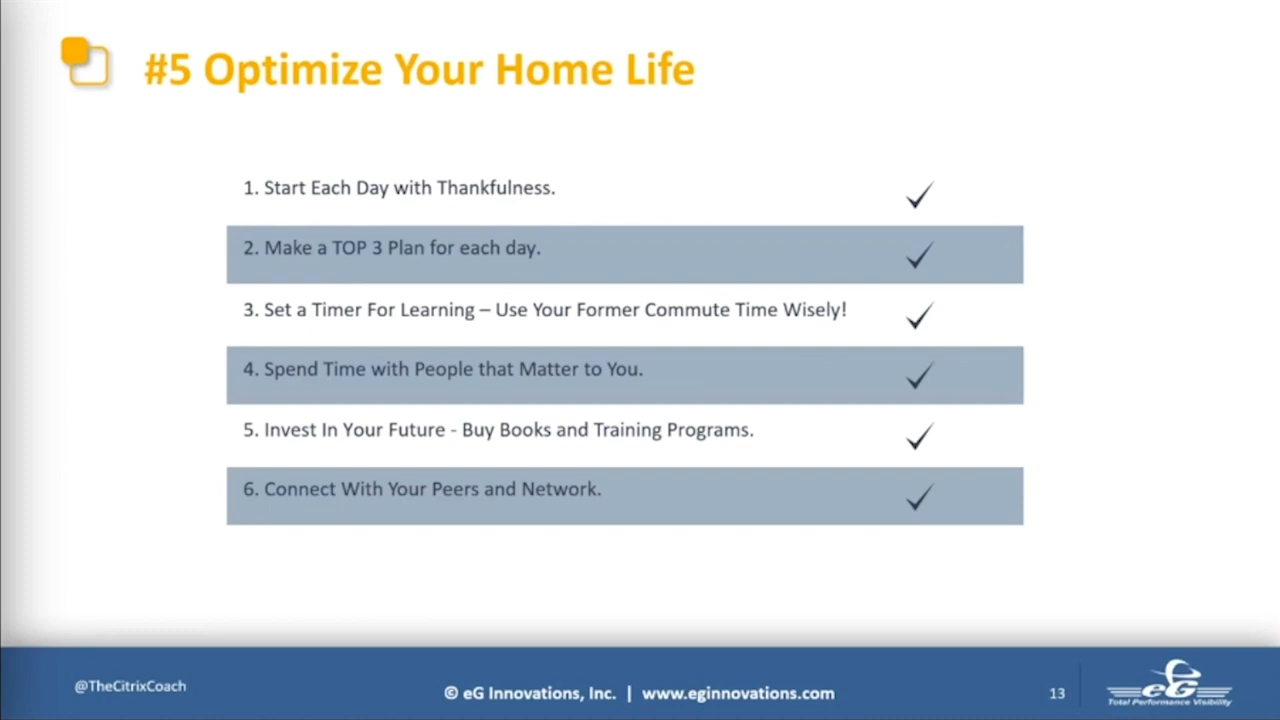 #5 Optimize Your Home Life
1. Start Each Day with Thankfulness.
2. Make a TOP 3 Plan for each day.
3. Set a Timer For Learning – Use Your Former Commute Time Wisely!
4. Spend Time with People that Matter to You.
5. Invest In Your Future - Buy Books and Training Programs.
6. Connect With Your Peers and Network.
@TheCitrixCoach
© eG Innovations, Inc. | www.eginnovations.com
13
eG
Total Performance Visibility